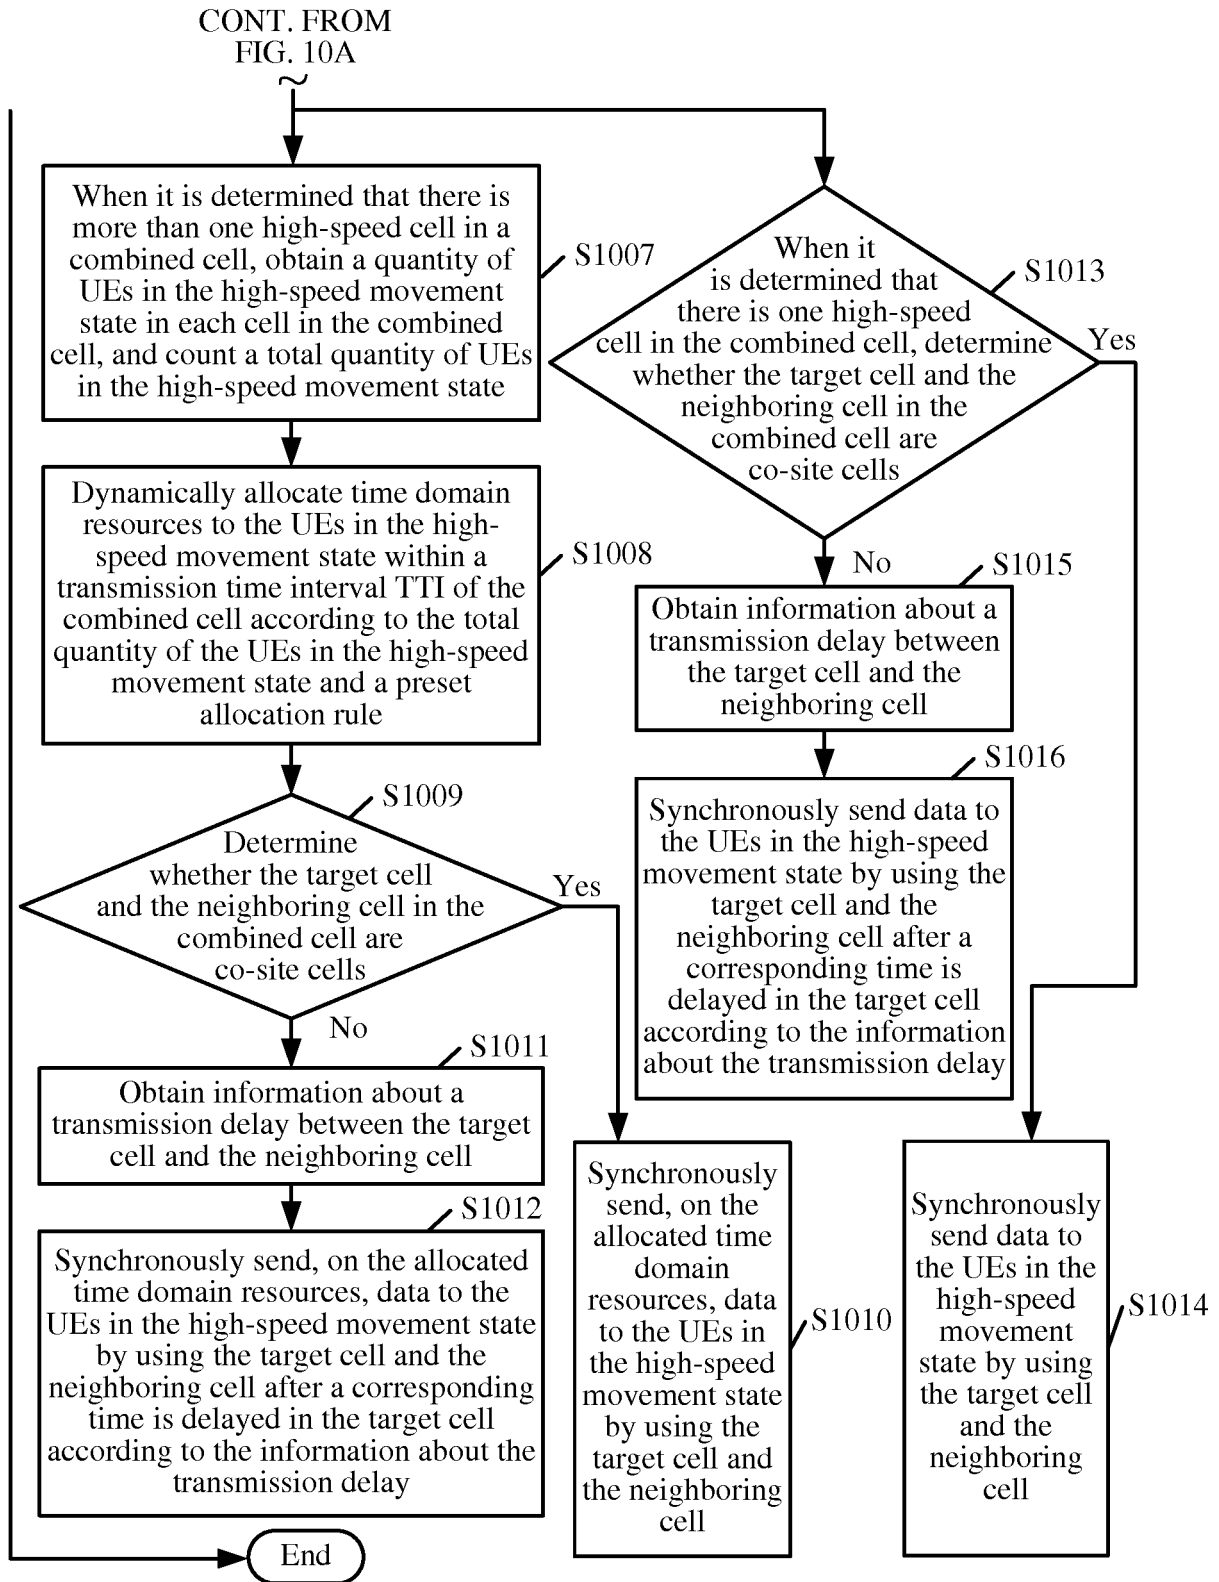 CONT. FROM
FIG. 10A
When it is determined that there is
more than one high-speed cell in a
combined cell, obtain a quantity of
UEs in the high-speed movement
state in each cell in the combined
cell, and count a total quantity of UEs
in the high-speed movement state
S1007
When it
is determined that
there is one high-speed
cell in the combined cell, determine
whether the target cell and the
neighboring cell in the
combined cell are
co-site cells
S1013
Yes
Dynamically allocate time domain
resources to the UEs in the high-
speed movement state within a
transmission time interval TTI of the
combined cell according to the total
quantity of the UEs in the high-speed
movement state and a preset
allocation rule
S1008
No
S1015
Obtain information about a
transmission delay between
the target cell and the
neighboring cell
S1009
Determine
whether the target cell
and the neighboring cell in the
combined cell are
co-site cells
Yes
S1016
Synchronously send data to
the UEs in the high-speed
movement state by using the
target cell and the
neighboring cell after a
corresponding time is
delayed in the target cell
according to the information
about the transmission delay
No
S1011
Obtain information about a
transmission delay between the target
cell and the neighboring cell
S1012
Synchronously send, on the allocated
time domain resources, data to the
UEs in the high-speed movement state
by using the target cell and the
neighboring cell after a corresponding
time is delayed in the target cell
according to the information about the
transmission delay
Synchronously
send, on the
allocated time
domain
resources, data
to the UEs in
the high-speed
movement state
by using the
target cell and
the neighboring
cell
S1010
Synchronously
send data to
the UEs in the
high-speed
movement
state by using
the target cell
and the
neighboring
cell
S1014
End